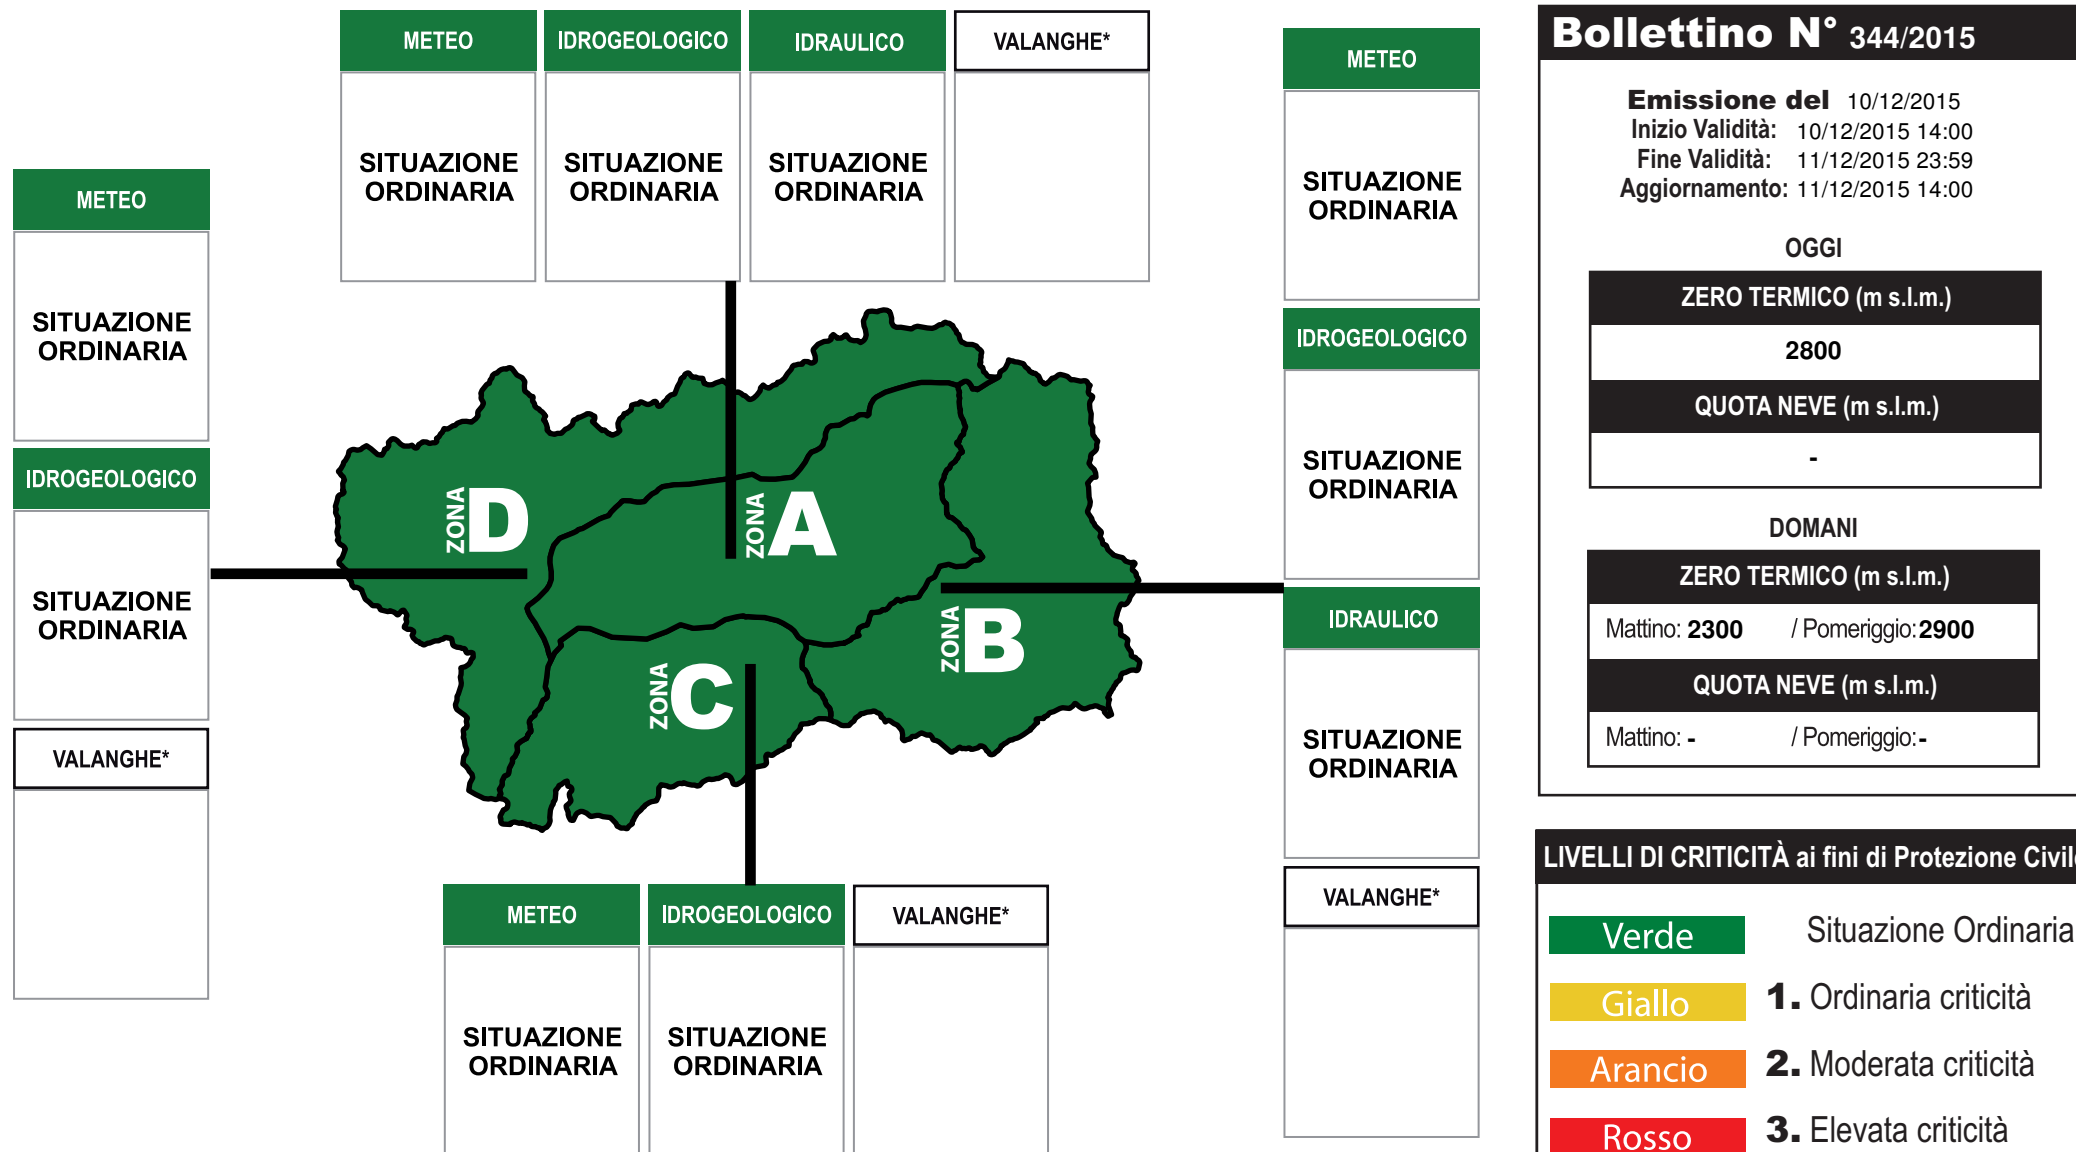 METEO
IDROGEOLOGICO
IDRAULICO
VALANGHE*
SITUAZIONE
ORDINARIA
SITUAZIONE
ORDINARIA
SITUAZIONE
ORDINARIA
METEO
SITUAZIONE
ORDINARIA
IDROGEOLOGICO
SITUAZIONE
ORDINARIA
VALANGHE*
ZONA D
ZONA A
ZONA B
ZONA C
METEO
SITUAZIONE
ORDINARIA
IDROGEOLOGICO
SITUAZIONE
ORDINARIA
IDRAULICO
SITUAZIONE
ORDINARIA
VALANGHE*
METEO
IDROGEOLOGICO
VALANGHE*
SITUAZIONE
ORDINARIA
SITUAZIONE
ORDINARIA
Bollettino N° 344/2015
Emissione del 10/12/2015
Inizio Validità: 10/12/2015 14:00
Fine Validità: 11/12/2015 23:59
Aggiornamento: 11/12/2015 14:00
OGGI
ZERO TERMICO (m s.l.m.)
2800
QUOTA NEVE (m s.l.m.)
-
DOMANI
ZERO TERMICO (m s.l.m.)
Mattino: 2300 / Pomeriggio: 2900
QUOTA NEVE (m s.l.m.)
Mattino: - / Pomeriggio: -
LIVELLI DI CRITICITÀ ai fini di Protezione Civile
Verde Situazione Ordinaria
Giallo 1. Ordinaria criticità
Arancio 2. Moderata criticità
Rosso 3. Elevata criticità